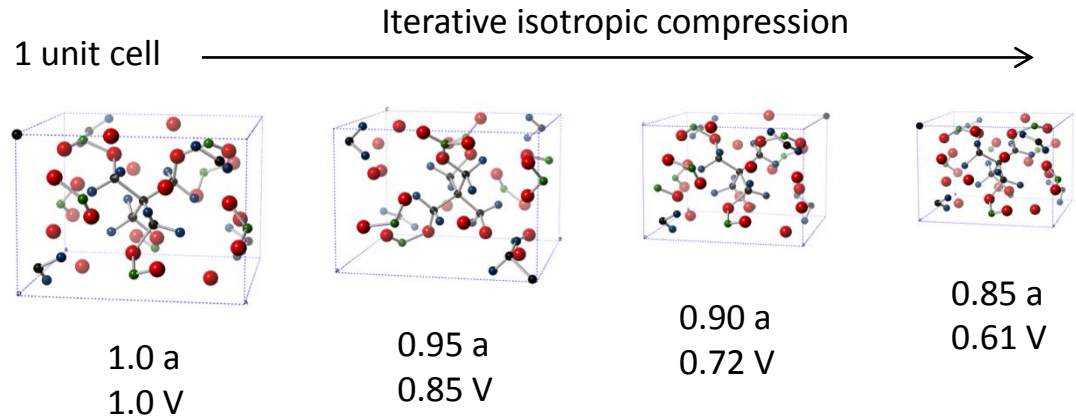 Iterative isotropic compression
1 unit cell
1.0 a
1.0 V
0.95 a
0.85 V
0.90 a
0.72 V
0.85 a
0.61 V